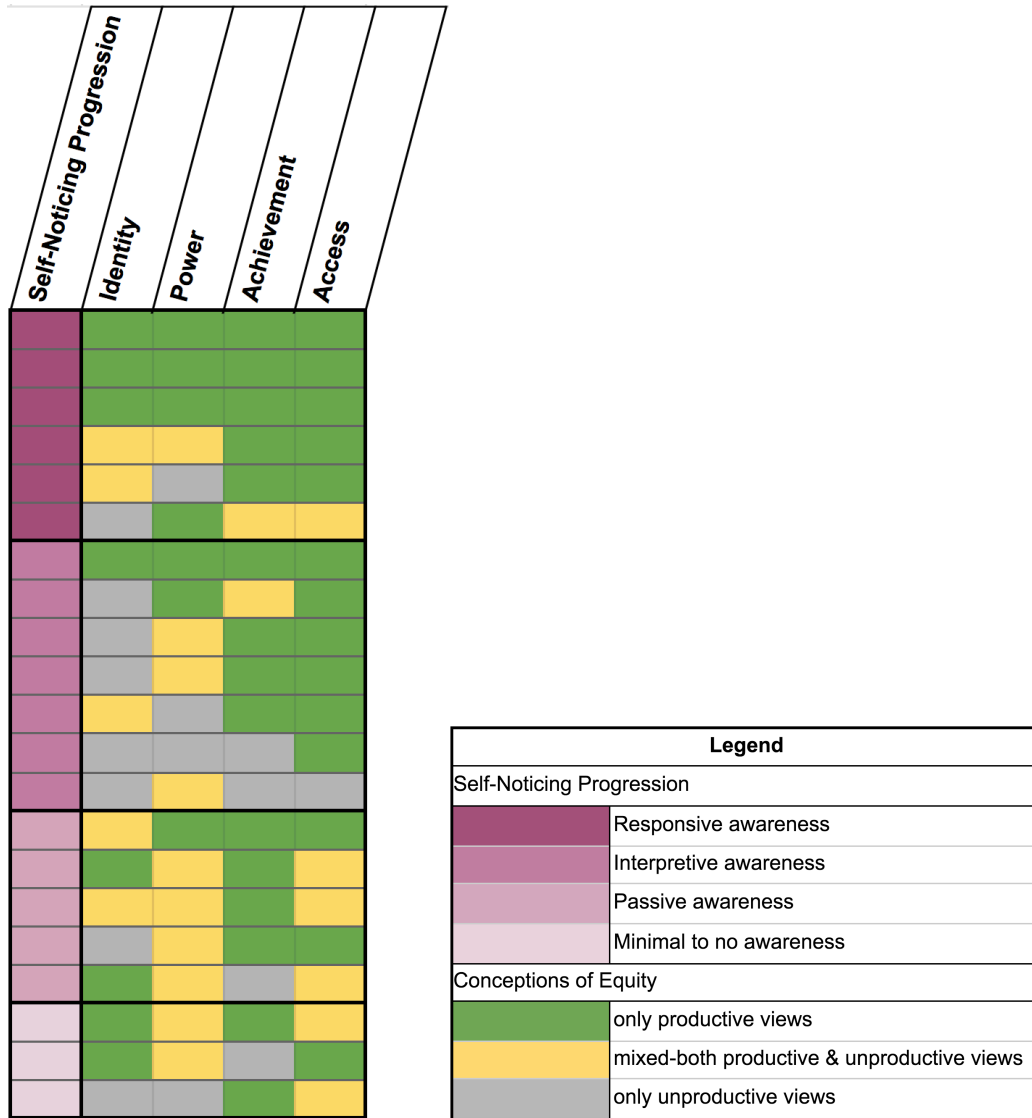 Self-Noticing Progression
Identity
Power
Achievement
Access
Legend
Self-Noticing Progression
Responsive awareness
Interpretive awareness
Passive awareness
Minimal to no awareness
Conceptions of Equity
only productive views
mixed-both productive & unproductive views
only unproductive views